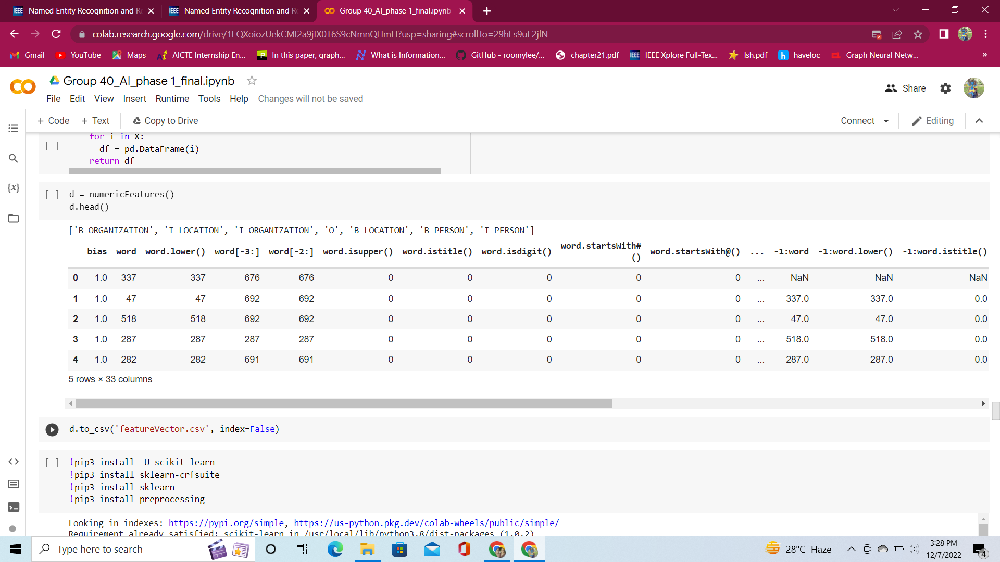 Named Entity Recognition and Re
Named Entity Recognition and Re
Group 40_AI_phase 1_final.ipynb
colab.research.google.com/drive/1EQXoiozUekCMI2a9jIX0T6S9cNmnQHmH?usp=sharing#scrollTo=29hEs9uE2jlN
Gmail YouTube Maps AICTE Internship En... In this paper, graph... What is Information... GitHub - roomylee/... chapter21.pdf IEEE Xplore Full-Tex... lsh.pdf haveloc Graph Neural Netw... »
Group 40_AI_phase 1_final.ipynb
Share
File Edit View Insert Runtime Tools Help Changes will not be saved
+ Code + Text Copy to Drive Connect Editing
for i in X:
[ ] df = pd.DataFrame(i)
return df
[ ] d = numericFeatures()
d.head()
['B-ORGANIZATION', 'I-LOCATION', 'I-ORGANIZATION', 'O', 'B-LOCATION', 'B-PERSON', 'I-PERSON']
bias word word.lower() word[-3:] word[-2:] word.isupper() word.istitle() word.isdigit() word.startsWith#() word.startsWith@() ... -1:word -1:word.lower() -1:word.istitle()
0 1.0 337 337 676 676 0 0 0 0 0 ... NaN NaN NaN
1 1.0 47 47 692 692 0 0 0 0 0 ... 337.0 337.0 0.0
2 1.0 518 518 692 692 0 0 0 0 0 ... 47.0 47.0 0.0
3 1.0 287 287 287 287 0 0 0 0 0 ... 518.0 518.0 0.0
4 1.0 282 282 691 691 0 0 0 0 0 ... 287.0 287.0 0.0
5 rows × 33 columns
d.to_csv('featureVector.csv', index=False)
[ ] !pip3 install -U scikit-learn
!pip3 install sklearn-crfsuite
!pip3 install sklearn
!pip3 install preprocessing
Looking in indexes: https://pypi.org/simple, https://us-python.pkg.dev/colab-wheels/public/simple/
Requirement already satisfied: scikit-learn in /usr/local/lib/python3.8/dist-packages (1.0.2)
Type here to search
28°C Haze
3:28 PM
12/7/2022
4